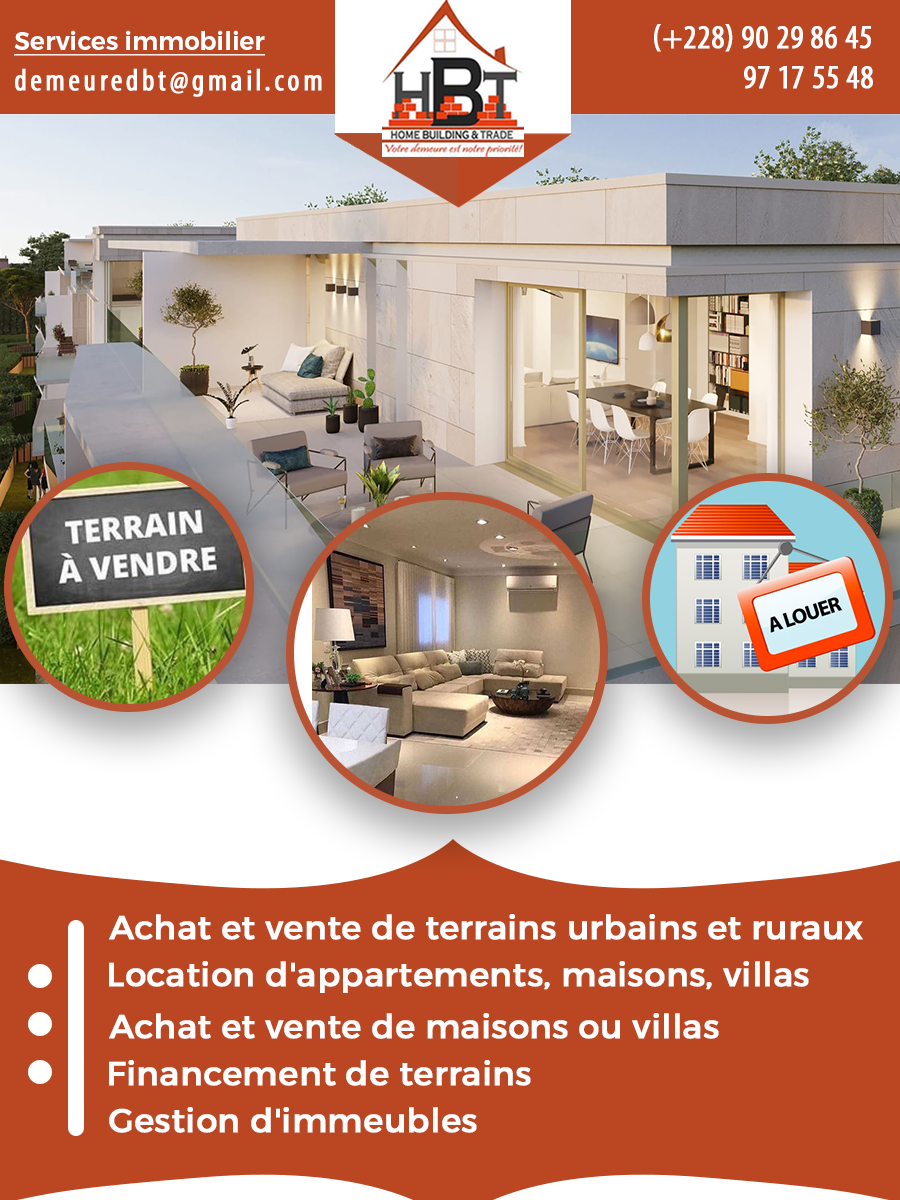 Services immobilier
demeuredbt@gmail.com
(+228) 90 29 86 45
97 17 55 48
HBT
HOME BUILDING & TRADE
Votre demeure est notre priorité!
TERRAIN
À VENDRE
A LOUER
Achat et vente de terrains urbains et ruraux
Location d'appartements, maisons, villas
Achat et vente de maisons ou villas
Financement de terrains
Gestion d'immeubles